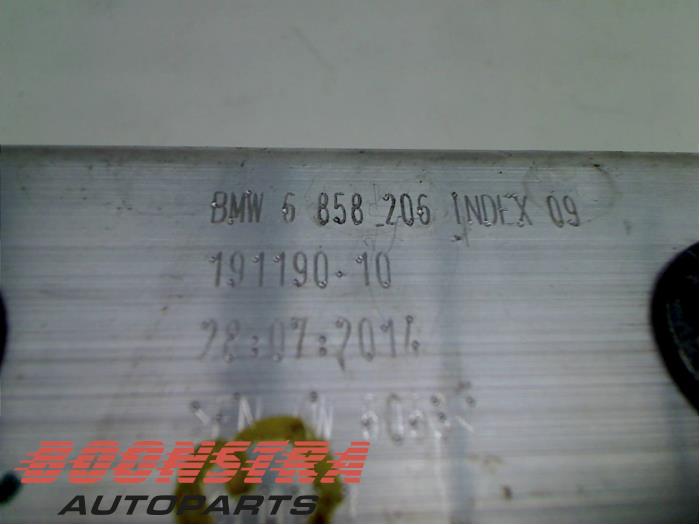 BMW 6 858 206 INDEX 09
191190-10
28:07:2014
BOONSTRA
AUTOPARTS